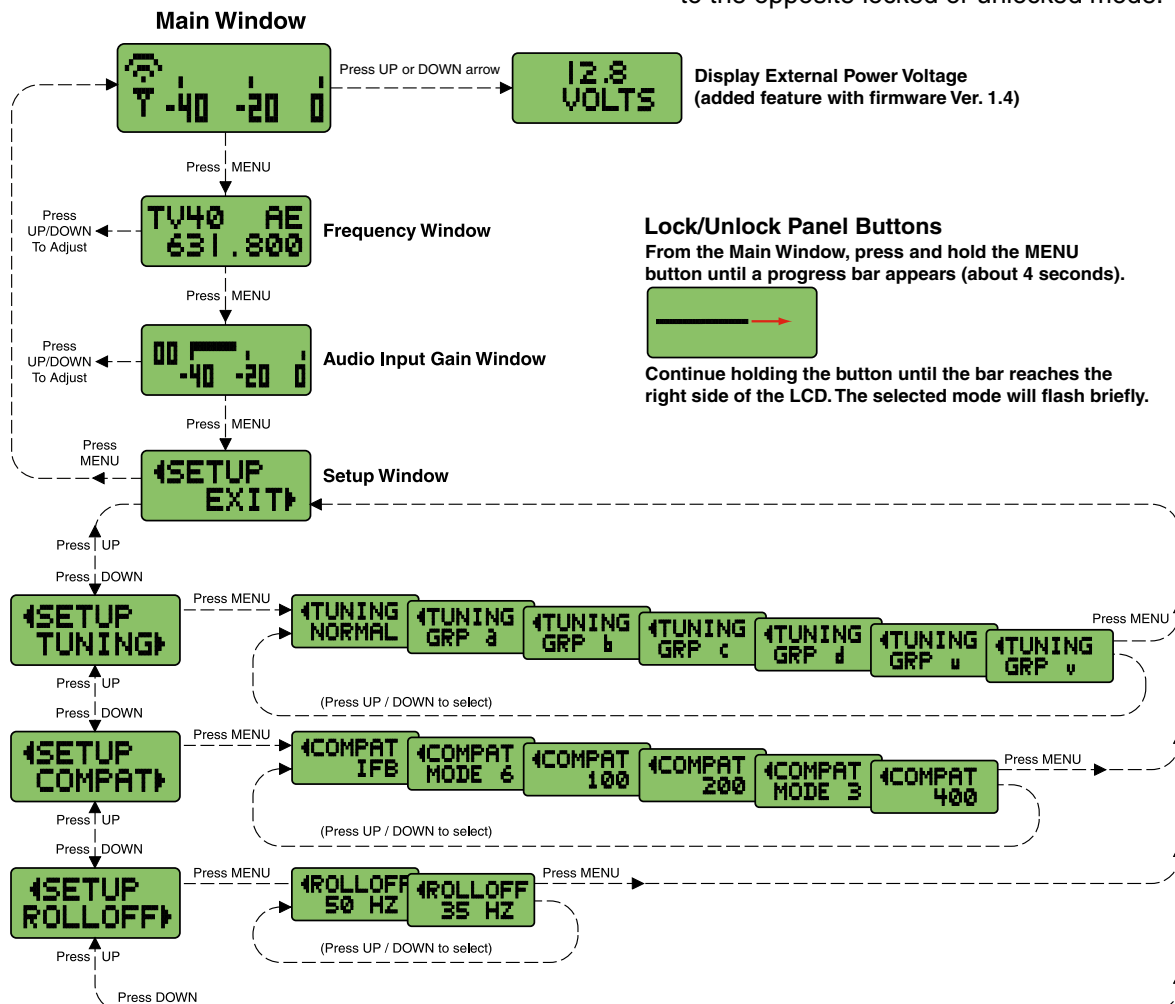 to the opposite locked or unlocked mode.
Main Window
-40 -20 0
Press UP or DOWN arrow
12.8
VOLTS
Display External Power Voltage
(added feature with firmware Ver. 1.4)
Press MENU
Press
UP/DOWN
To Adjust
TV40 AE
631.800
Frequency Window
Lock/Unlock Panel Buttons
From the Main Window, press and hold the MENU
button until a progress bar appears (about 4 seconds).
Continue holding the button until the bar reaches the
right side of the LCD. The selected mode will flash briefly.
Press MENU
Press
UP/DOWN
To Adjust
00
-40 -20 0
Audio Input Gain Window
Press MENU
Press
MENU
SETUP
EXIT
Setup Window
Press UP
Press DOWN
SETUP
TUNING
Press MENU
TUNING
NORMAL
TUNING
GRP a
TUNING
GRP b
TUNING
GRP c
TUNING
GRP d
TUNING
GRP u
TUNING
GRP v
Press MENU
(Press UP / DOWN to select)
Press UP
Press DOWN
SETUP
COMPAT
Press MENU
COMPAT
IFB
COMPAT
MODE 6
COMPAT
100
COMPAT
200
COMPAT
MODE 3
COMPAT
400
Press MENU
(Press UP / DOWN to select)
Press UP
Press DOWN
SETUP
ROLLOFF
Press MENU
ROLLOFF
50 HZ
ROLLOFF
35 HZ
Press MENU
(Press UP / DOWN to select)
Press UP
Press DOWN